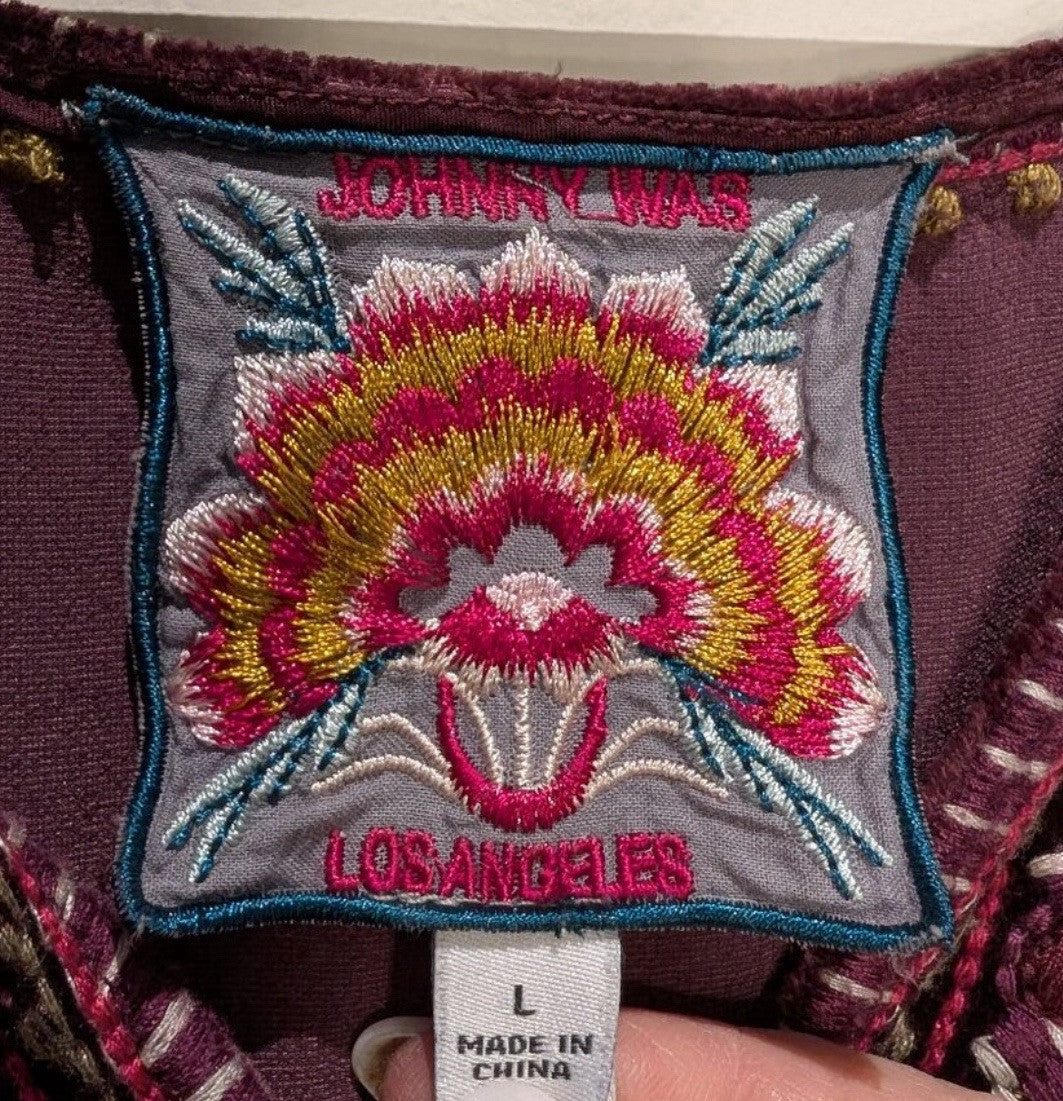 JOHNNY WAS
LOS ANGELES
L
MADE IN
CHINA